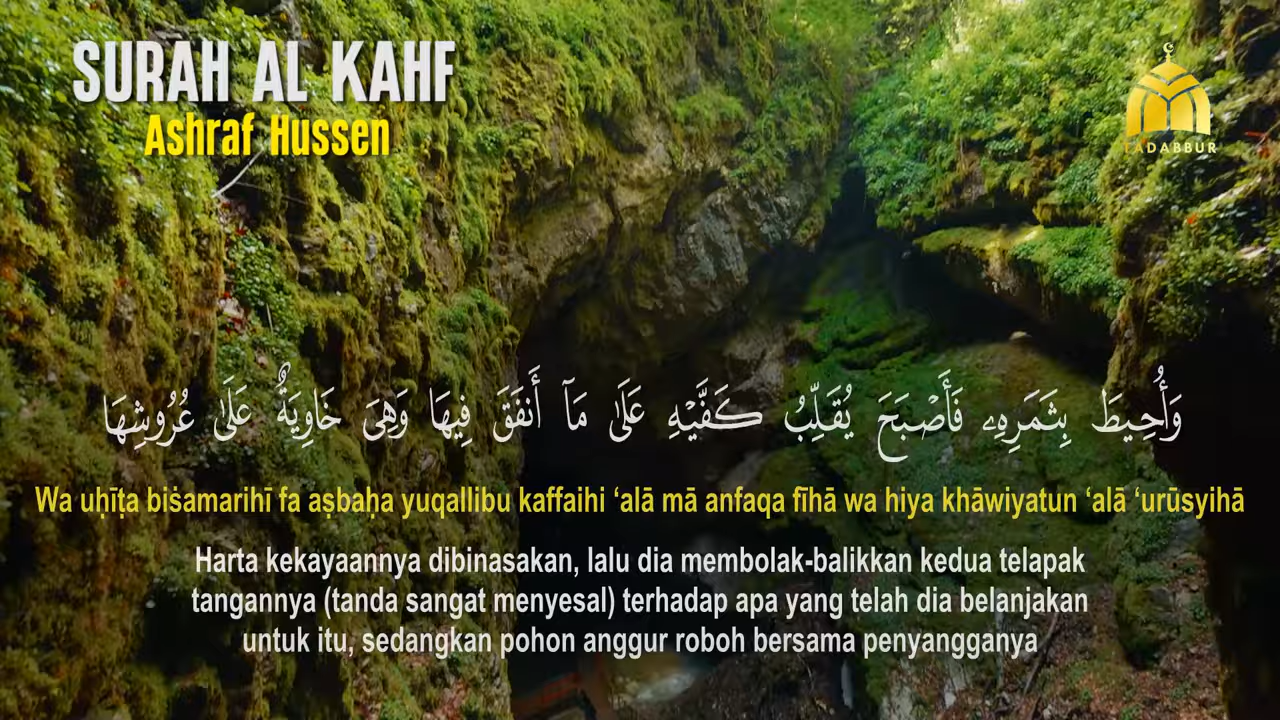 SURAH AL KAHF
Ashraf Hussen
TADABBUR
وَأُحِيطَ بِثَمَرِهِۦ فَأَصْبَحَ يُقَلِّبُ كَفَّيْهِ عَلَىٰ مَآ أَنفَقَ فِيهَا وَهِىَ خَاوِيَةٌ عَلَىٰ عُرُوشِهَا
Wa uḥīṭa biṡamarihī fa aṣbaḥa yuqallibu kaffaihi ‘alā mā anfaqa fīhā wa hiya khāwiyatun ‘alā ‘urūsyihā
Harta kekayaannya dibinasakan, lalu dia membolak-balikkan kedua telapak
tangannya (tanda sangat menyesal) terhadap apa yang telah dia belanjakan
untuk itu, sedangkan pohon anggur roboh bersama penyangganya